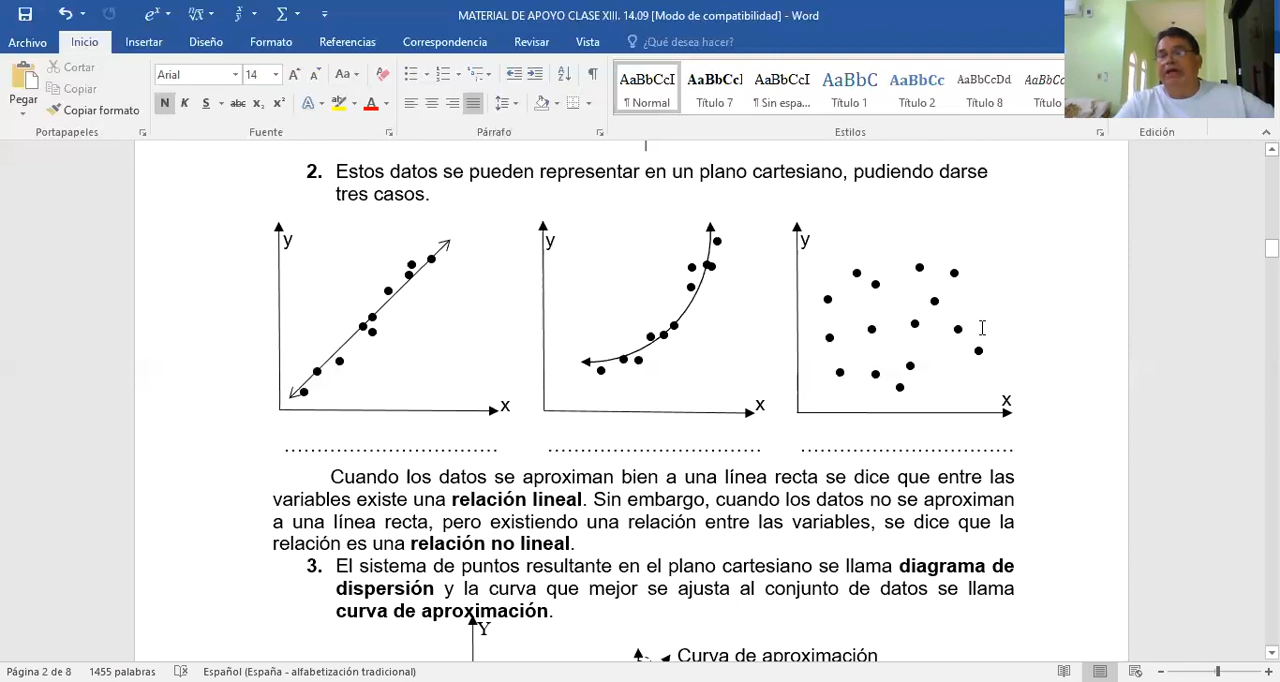 MATERIAL DE APOYO CLASE XIII. 14.09 [Modo de compatibilidad] - Word
Archivo Inicio Insertar Diseño Formato Referencias Correspondencia Revisar Vista ¿Qué desea hacer?
Pegar
Cortar
Copiar
Copiar formato
Portapapeles
Arial 14
N K S abc x₂ x²
Fuente
Párrafo
AaBbCcI AaBbCcI AaBbCcI AaBbC AaBbCc AaBbCcDd AaBbCc
¶ Normal Título 7 ¶ Sin espa... Título 1 Título 2 Título 8 Título
Estilos
Edición
2. Estos datos se pueden representar en un plano cartesiano, pudiendo darse
tres casos.
y y y
x x x
Cuando los datos se aproximan bien a una línea recta se dice que entre las
variables existe una relación lineal. Sin embargo, cuando los datos no se aproximan
a una línea recta, pero existiendo una relación entre las variables, se dice que la
relación es una relación no lineal.
3. El sistema de puntos resultante en el plano cartesiano se llama diagrama de
dispersión y la curva que mejor se ajusta al conjunto de datos se llama
curva de aproximación.
Y
Curva de aproximación
Página 2 de 8 1455 palabras Español (España - alfabetización tradicional)